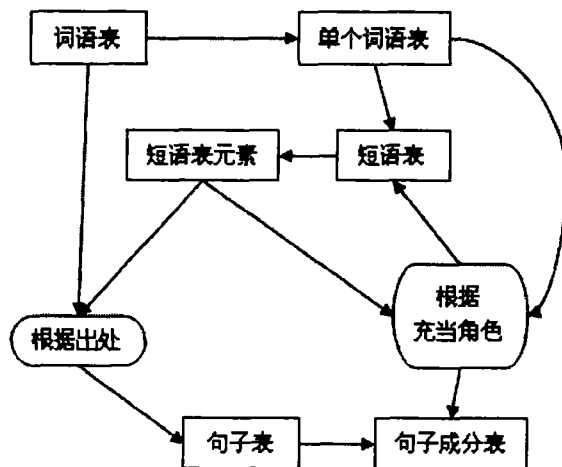 词语表
单个词语表
短语表元素
短语表
根据
充当角色
根据出处
句子表
句子成分表